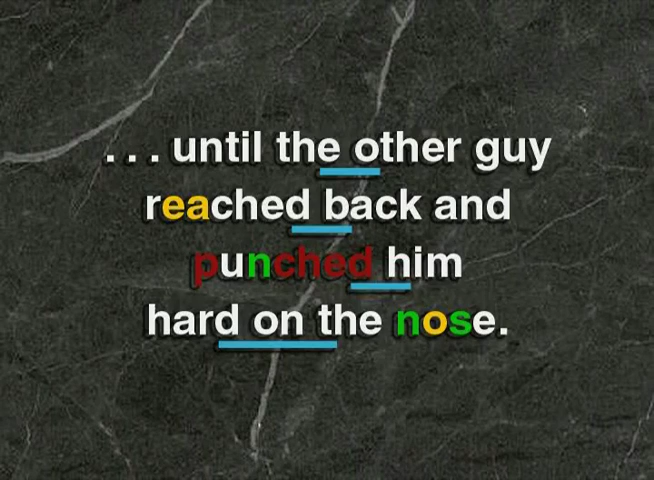 . . . until the other guy
reached back and
punched him
hard on the nose.